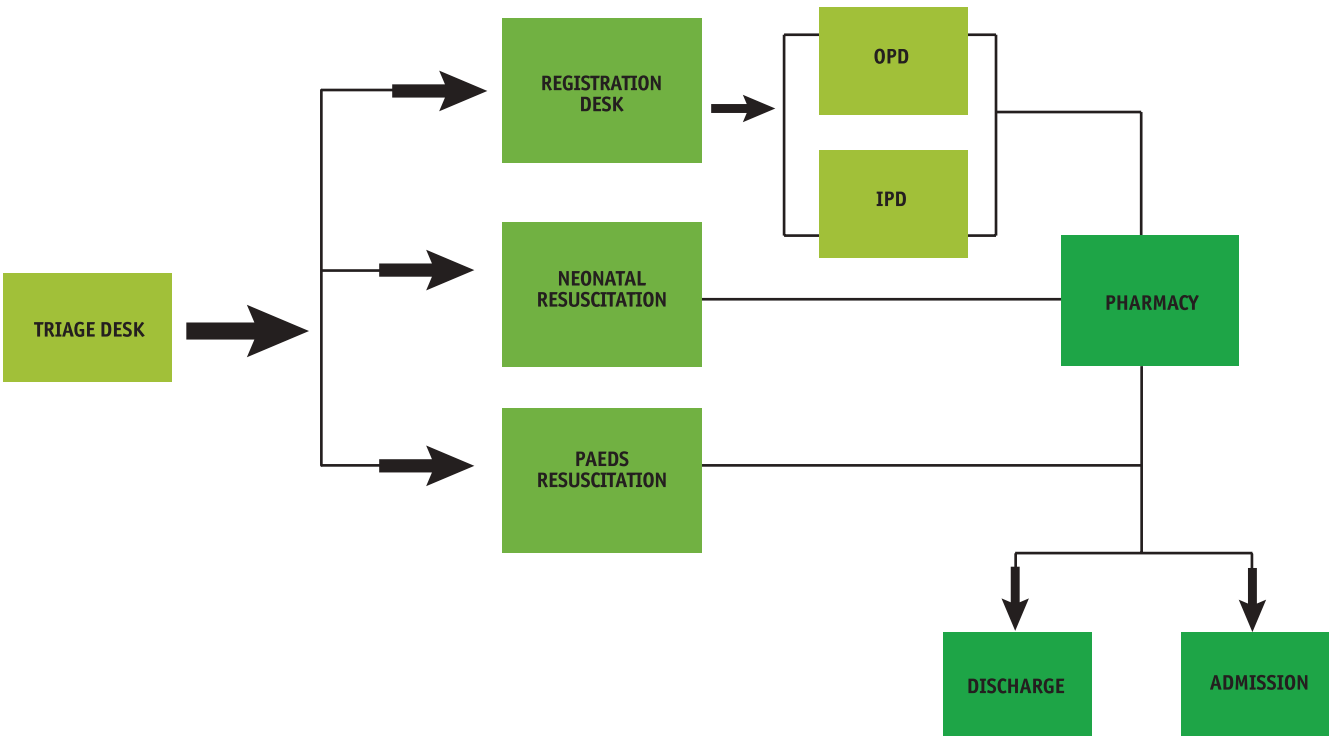 TRIAGE DESK
REGISTRATION
DESK
OPD
IPD
NEONATAL
RESUSCITATION
PAEDS
RESUSCITATION
PHARMACY
DISCHARGE
ADMISSION